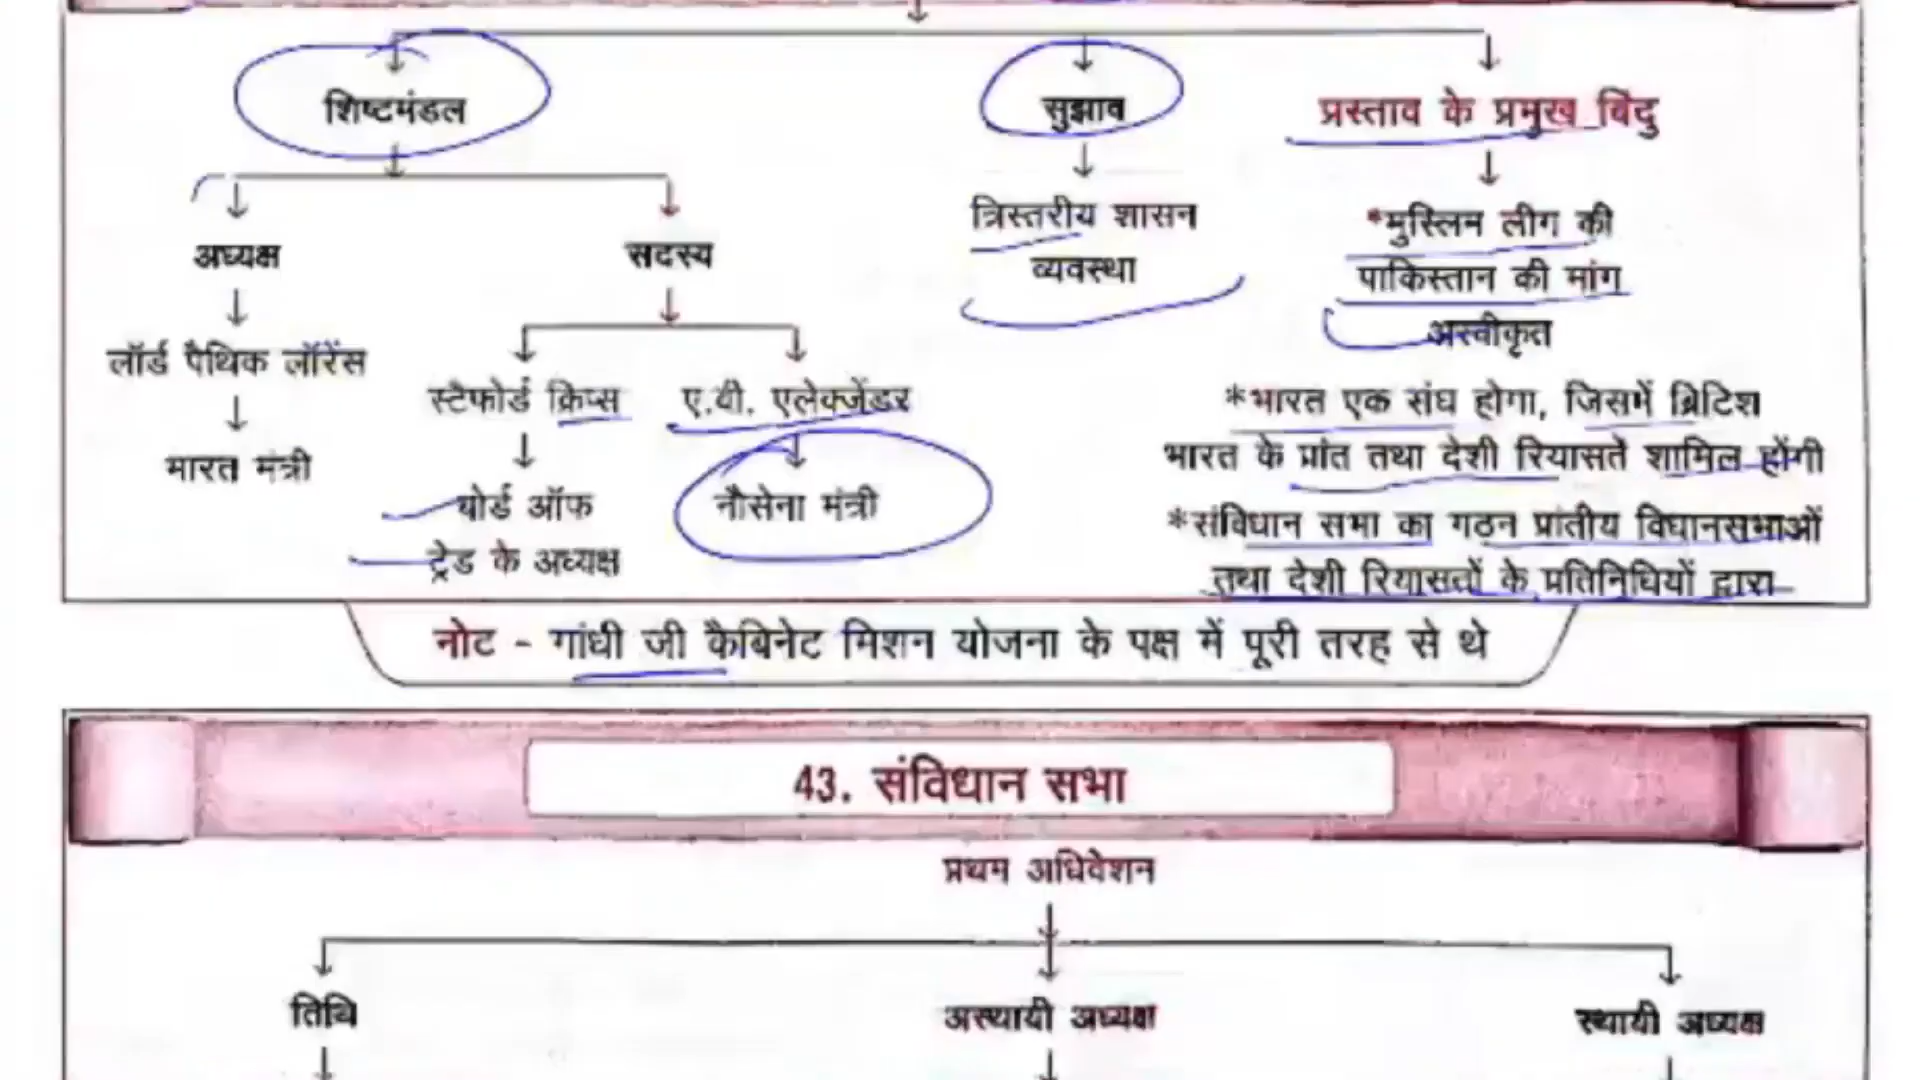 शिष्टमंडल
सुझाव
प्रस्ताव के प्रमुख बिंदु
अध्यक्ष
सदस्य
त्रिस्तरीय शासन
व्यवस्था
*मुस्लिम लीग की
पाकिस्तान की मांग
अस्वीकृत
लॉर्ड पैथिक लॉरेंस
भारत मंत्री
स्टैफोर्ड क्रिप्स
ए.वी. एलेक्जेंडर
बोर्ड ऑफ
ट्रेड के अध्यक्ष
नौसेना मंत्री
*भारत एक संघ होगा, जिसमें ब्रिटिश
भारत के प्रांत तथा देशी रियासतें शामिल होंगी
*संविधान सभा का गठन प्रांतीय विधानसभाओं
तथा देशी रियासतों के प्रतिनिधियों द्वारा
नोट - गांधी जी कैबिनेट मिशन योजना के पक्ष में पूरी तरह से थे
43. संविधान सभा
प्रथम अधिवेशन
तिथि
अस्थायी अध्यक्ष
स्थायी अध्यक्ष